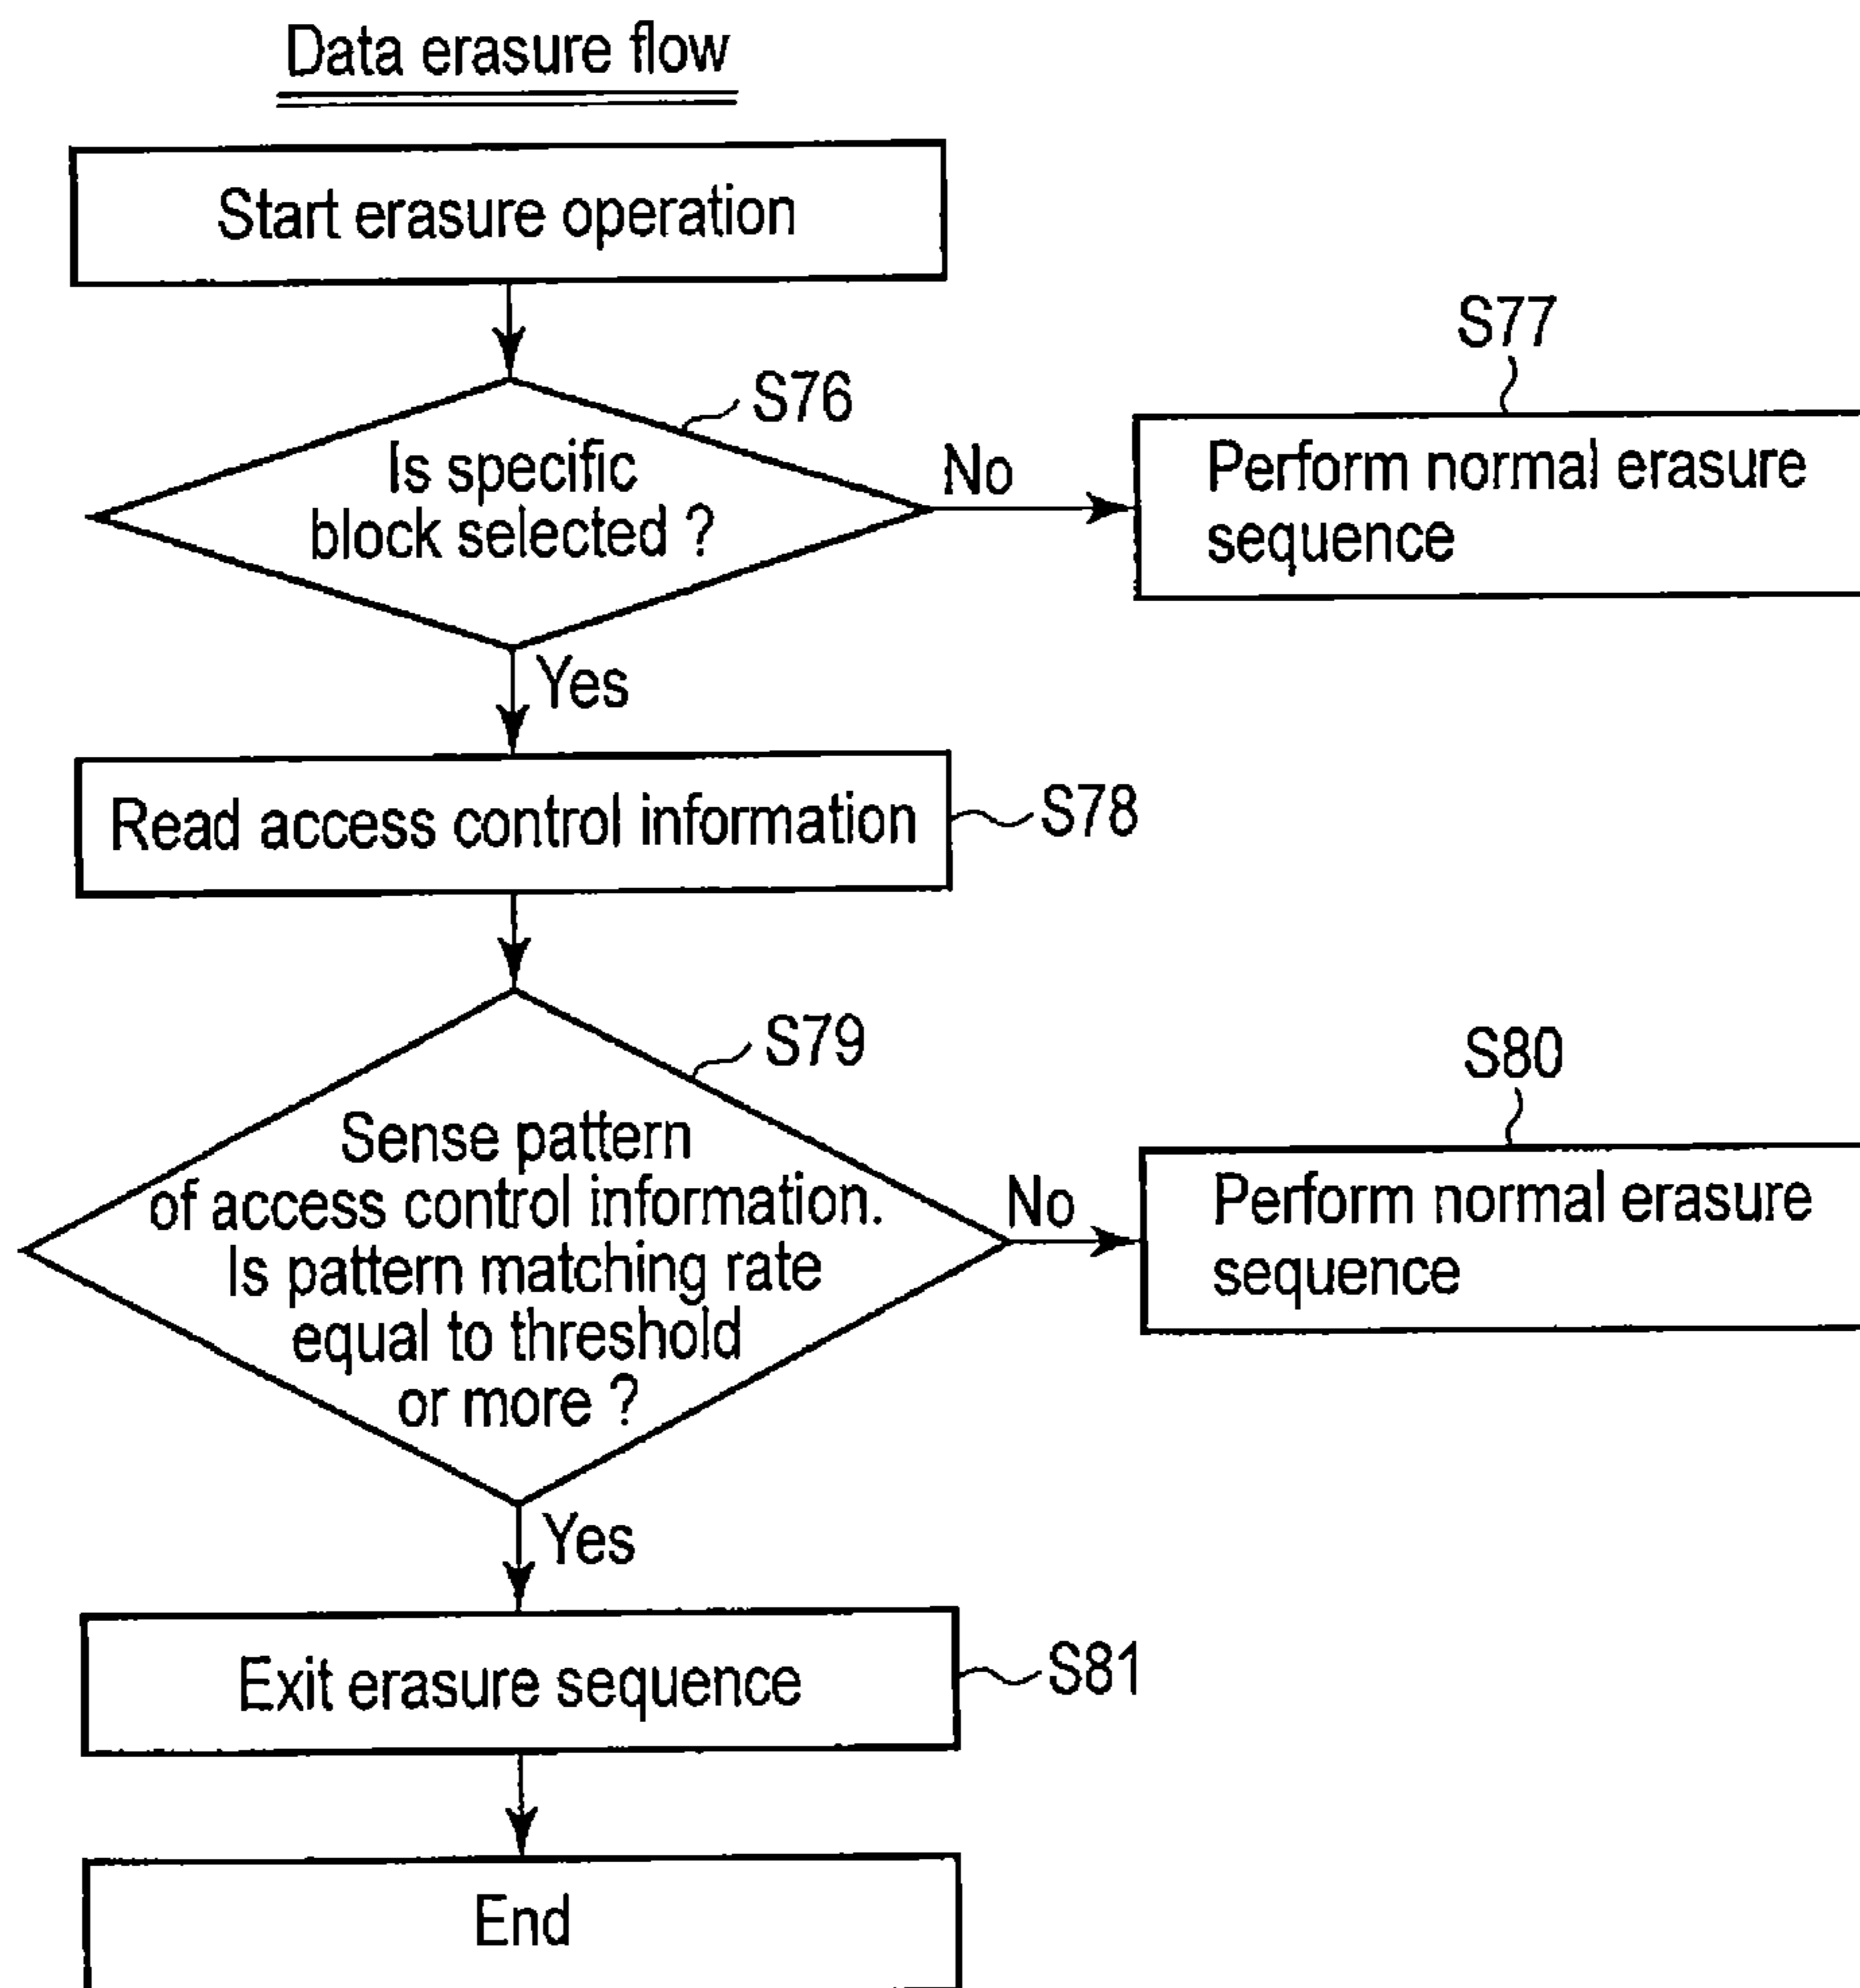 Data erasure flow
Start erasure operation
S76
Is specific
block selected ?
No
S77
Perform normal erasure
sequence
Yes
Read access control information
S78
S79
Sense pattern
of access control information.
Is pattern matching rate
equal to threshold
or more ?
No
S80
Perform normal erasure
sequence
Yes
Exit erasure sequence
S81
End